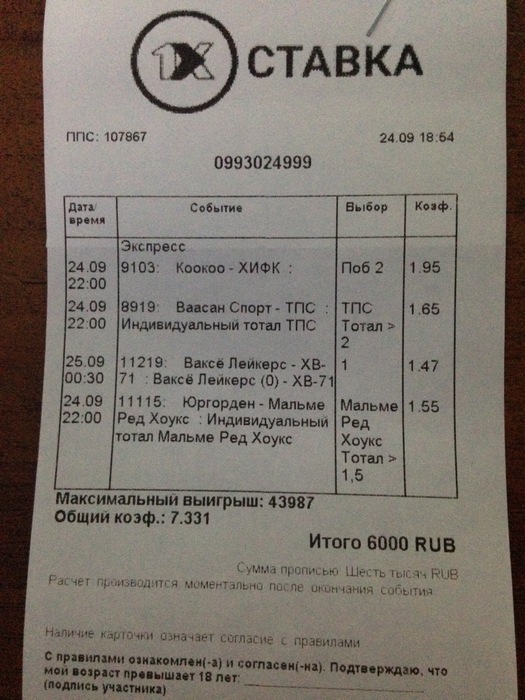 1X СТАВКА
ППС: 107867 24.09 18:54
0993024999
Дата/ Событие Выбор Коэф.
время
Экспресс
24.09 9103: Коокоо - ХИФК : Поб 2 1.95
22:00
24.09 8919: Ваасан Спорт - ТПС : ТПС 1.65
22:00 Индивидуальный тотал ТПС Тотал >
2
25.09 11219: Ваксё Лейкерс - ХВ- 1 1.47
00:30 71 : Ваксё Лейкерс (0) - ХВ-71
24.09 11115: Юргорден - Мальме Мальме 1.55
22:00 Ред Хоукс : Индивидуальный Ред
тотал Мальме Ред Хоукс Хоукс
Тотал >
1,5
Максимальный выигрыш: 43987
Общий коэф.: 7.331
Итого 6000 RUB
Сумма прописью Шесть тысяч RUB
Расчет производится моментально после окончания события
Наличие карточки означает согласие с правилами
С правилами ознакомлен(-а) и согласен(-на). Подтверждаю, что
мой возраст превышает 18 лет:
(подпись участника)